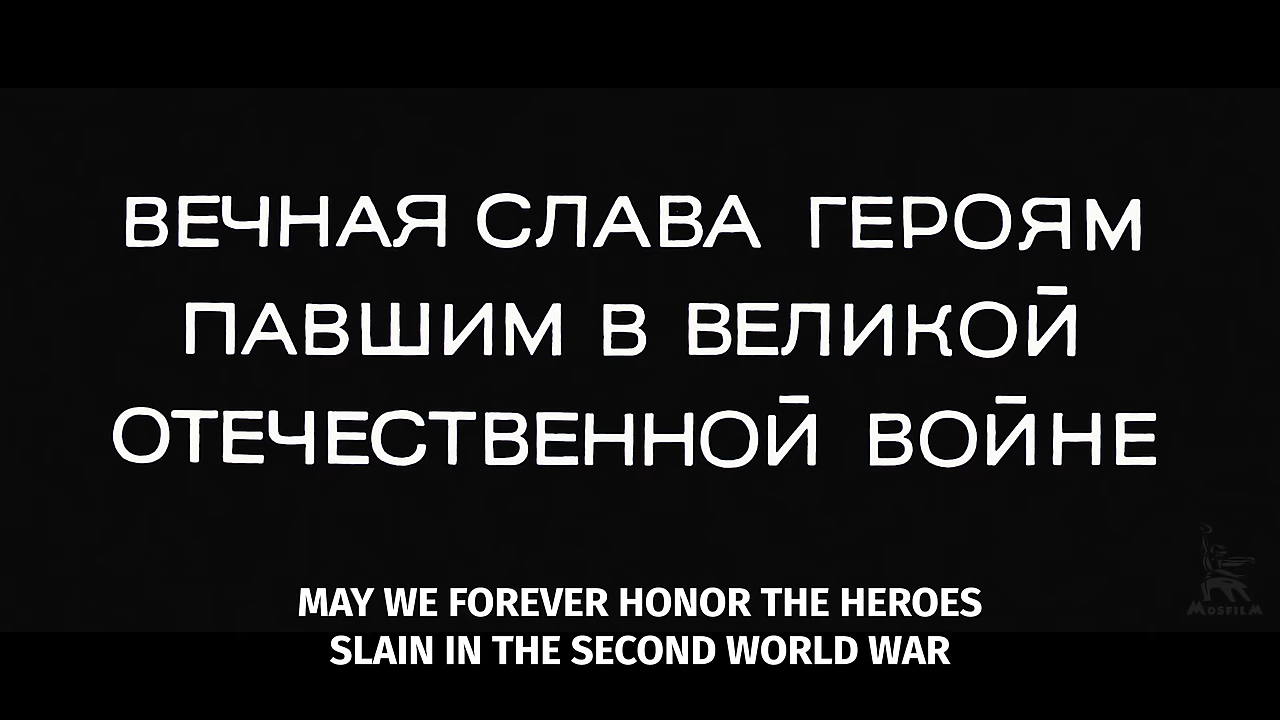 ВЕЧНАЯ СЛАВА ГЕРОЯМ
ПАВШИМ В ВЕЛИКОЙ
ОТЕЧЕСТВЕННОЙ ВОЙНЕ
MOSFILM
MAY WE FOREVER HONOR THE HEROES
SLAIN IN THE SECOND WORLD WAR